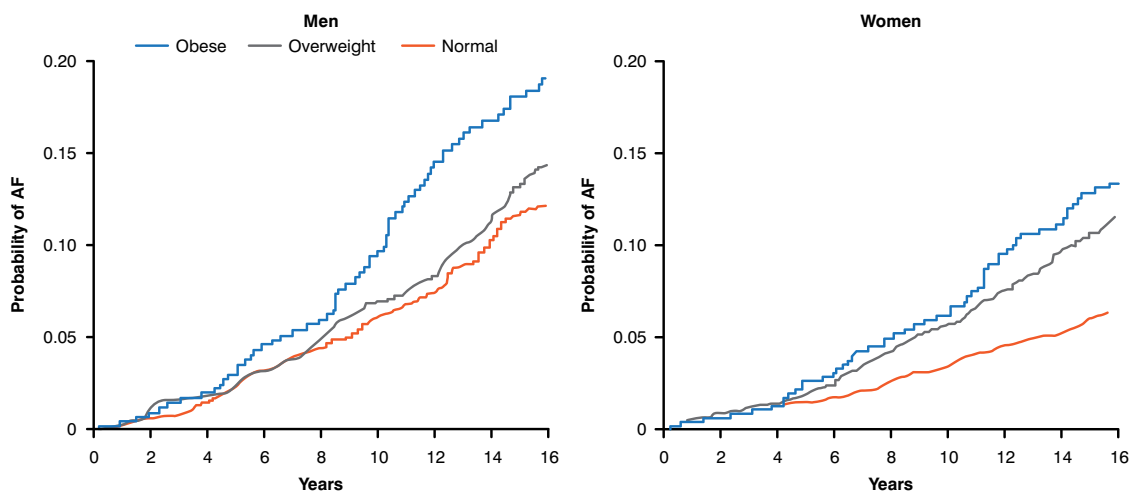 Men
Obese Overweight Normal
0.20
0.15
0.10
0.05
0
Probability of AF
0 2 4 6 8 10 12 14 16
Years
Women
0.20
0.15
0.10
0.05
0
Probability of AF
0 2 4 6 8 10 12 14 16
Years